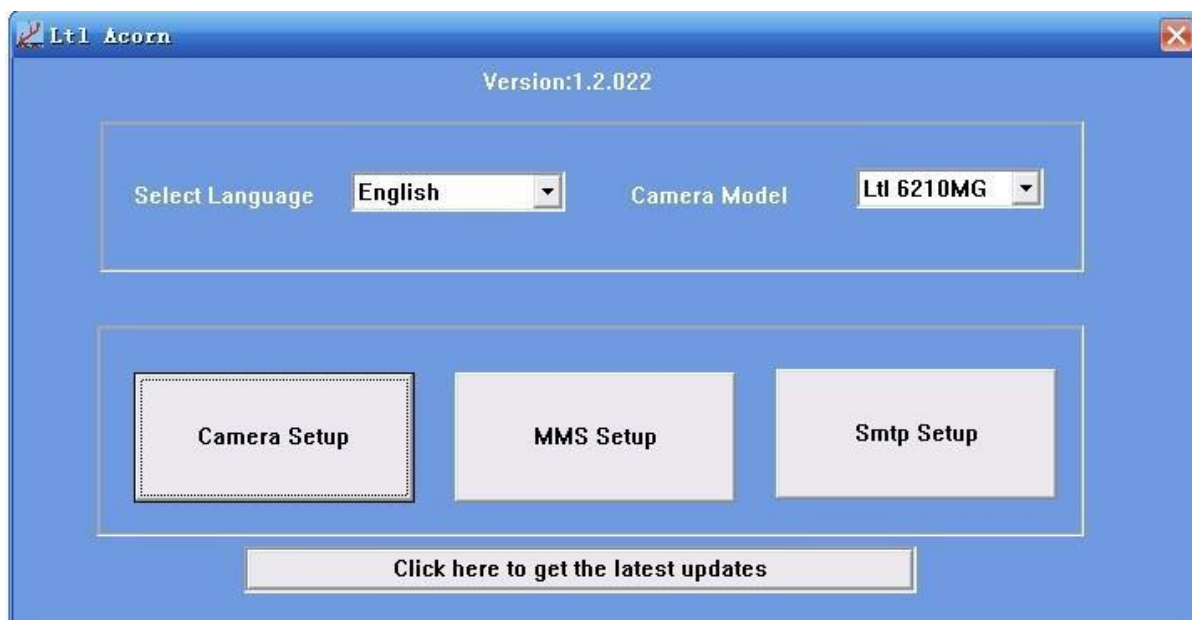 Ltl Acorn
Version:1.2.022
Select Language English Camera Model Ltl 6210MG
Camera Setup MMS Setup Smtp Setup
Click here to get the latest updates